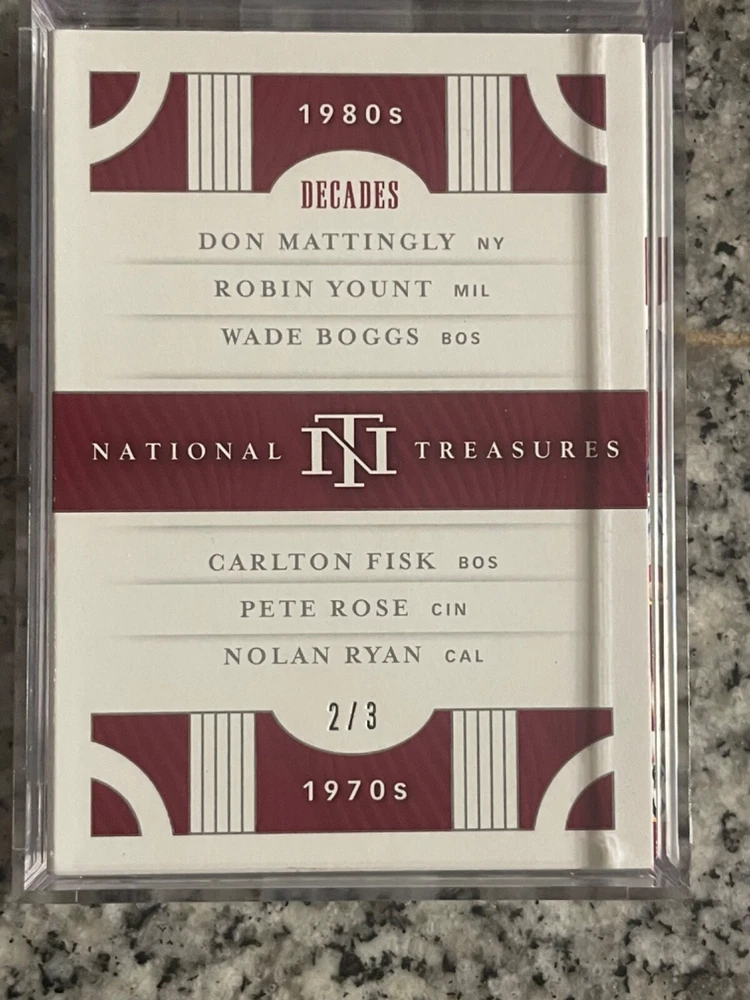 1980s
DECADES
DON MATTINGLY NY
ROBIN YOUNT MIL
WADE BOGGS BOS
NATIONAL NT TREASURES
CARLTON FISK BOS
PETE ROSE CIN
NOLAN RYAN CAL
2/3
1970s